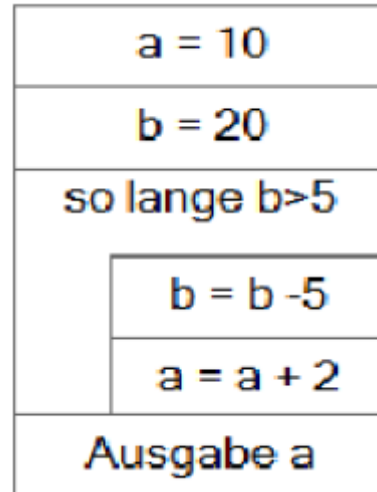 a = 10
b = 20
so lange b>5
b = b -5
a = a + 2
Ausgabe a